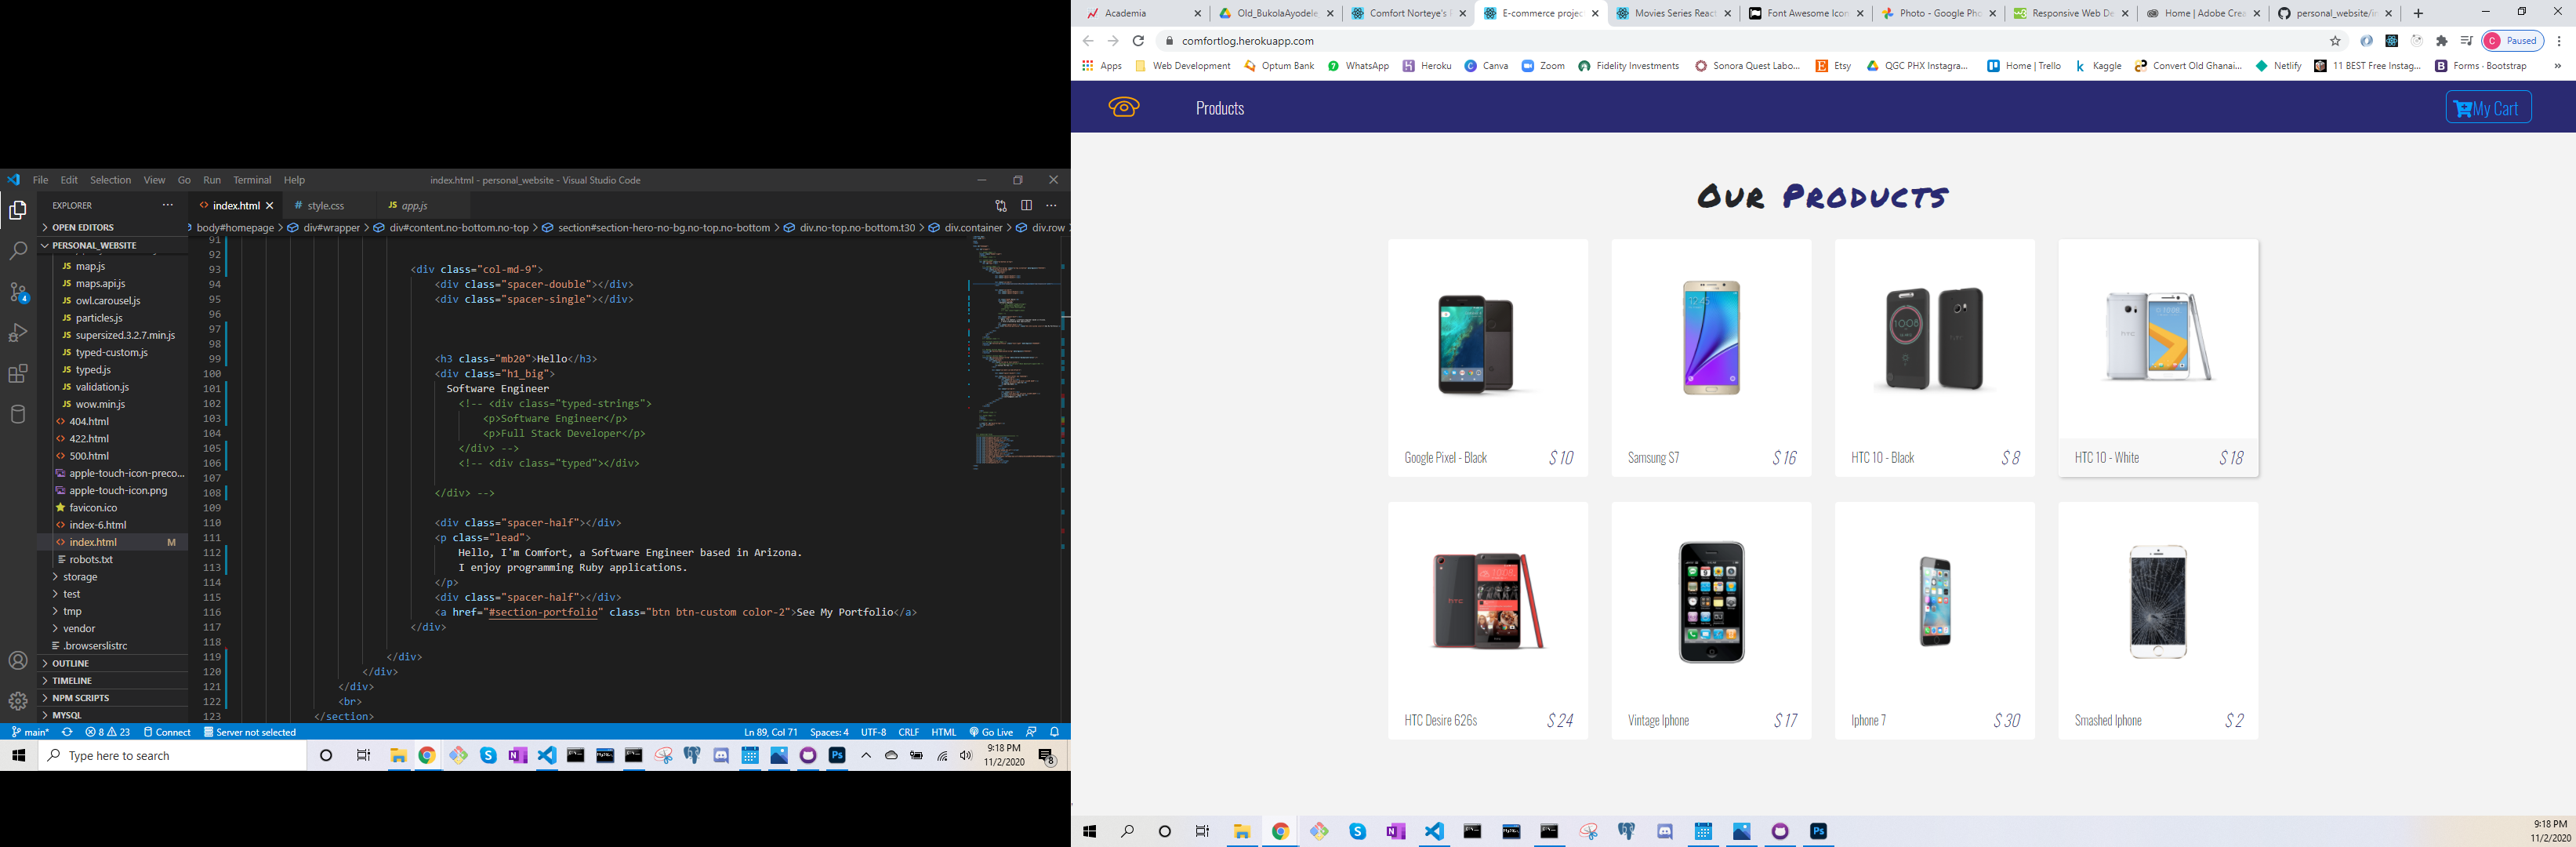 File Edit Selection View Go Run Terminal Help index.html - personal_website - Visual Studio Code
EXPLORER
index.html
style.css
app.js
OPEN EDITORS
PERSONAL_WEBSITE
map.js
maps.api.js
owl.carousel.js
particles.js
supersized.3.2.7.min.js
typed-custom.js
typed.js
validation.js
wow.min.js
404.html
422.html
500.html
apple-touch-icon-preco...
apple-touch-icon.png
favicon.ico
index-6.html
index.html M
robots.txt
storage
test
tmp
vendor
.browserslistrc
OUTLINE
TIMELINE
NPM SCRIPTS
MYSQL
body#homepage > div#wrapper > div#content.no-bottom.no-top > section#section-hero-no-bg.no-top.no-bottom > div.no-top.no-bottom.t30 > div.container > div.row
91
92
93 <div class="col-md-9">
94 <div class="spacer-double"></div>
95 <div class="spacer-single"></div>
96
97
98
99 <h3 class="mb20">Hello</h3>
100 <div class="h1_big">
101 Software Engineer
102 <!-- <div class="typed-strings">
103 <p>Software Engineer</p>
104 <p>Full Stack Developer</p>
105 </div> -->
106 <!-- <div class="typed"></div>
107
108 </div> -->
109
110 <div class="spacer-half"></div>
111 <p class="lead">
112 Hello, I'm Comfort, a Software Engineer based in Arizona.
113 I enjoy programming Ruby applications.
114 </p>
115 <div class="spacer-half"></div>
116 <a href="#section-portfolio" class="btn btn-custom color-2">See My Portfolio</a>
117 </div>
118
119 </div>
120 </div>
121 </div>
122 <br>
123 </section>
main* 8 23 Connect Server not selected Ln 89, Col 71 Spaces: 4 UTF-8 CRLF HTML Go Live
Type here to search
9:18 PM
11/2/2020
8
Academia
Old_BukolaAyodele
Comfort Norteye's
E-commerce projec
Movies Series React
Font Awesome Icon
Photo - Google Pho
Responsive Web De
Home | Adobe Crea
personal_website/in
comfortlog.herokuapp.com
C Paused
Apps Web Development Optum Bank WhatsApp Heroku Canva Zoom Fidelity Investments Sonora Quest Labo... Etsy QGC PHX Instagra... Home | Trello Kaggle Convert Old Ghanai... Netlify 11 BEST Free Instag... Forms - Bootstrap
Products
My Cart
Our Products
Google Pixel - Black $ 10
Samsung S7 $ 16
HTC 10 - Black $ 8
HTC 10 - White $ 18
HTC Desire 626s $ 24
Vintage Iphone $ 17
Iphone 7 $ 30
Smashed Iphone $ 2
9:18 PM
11/2/2020